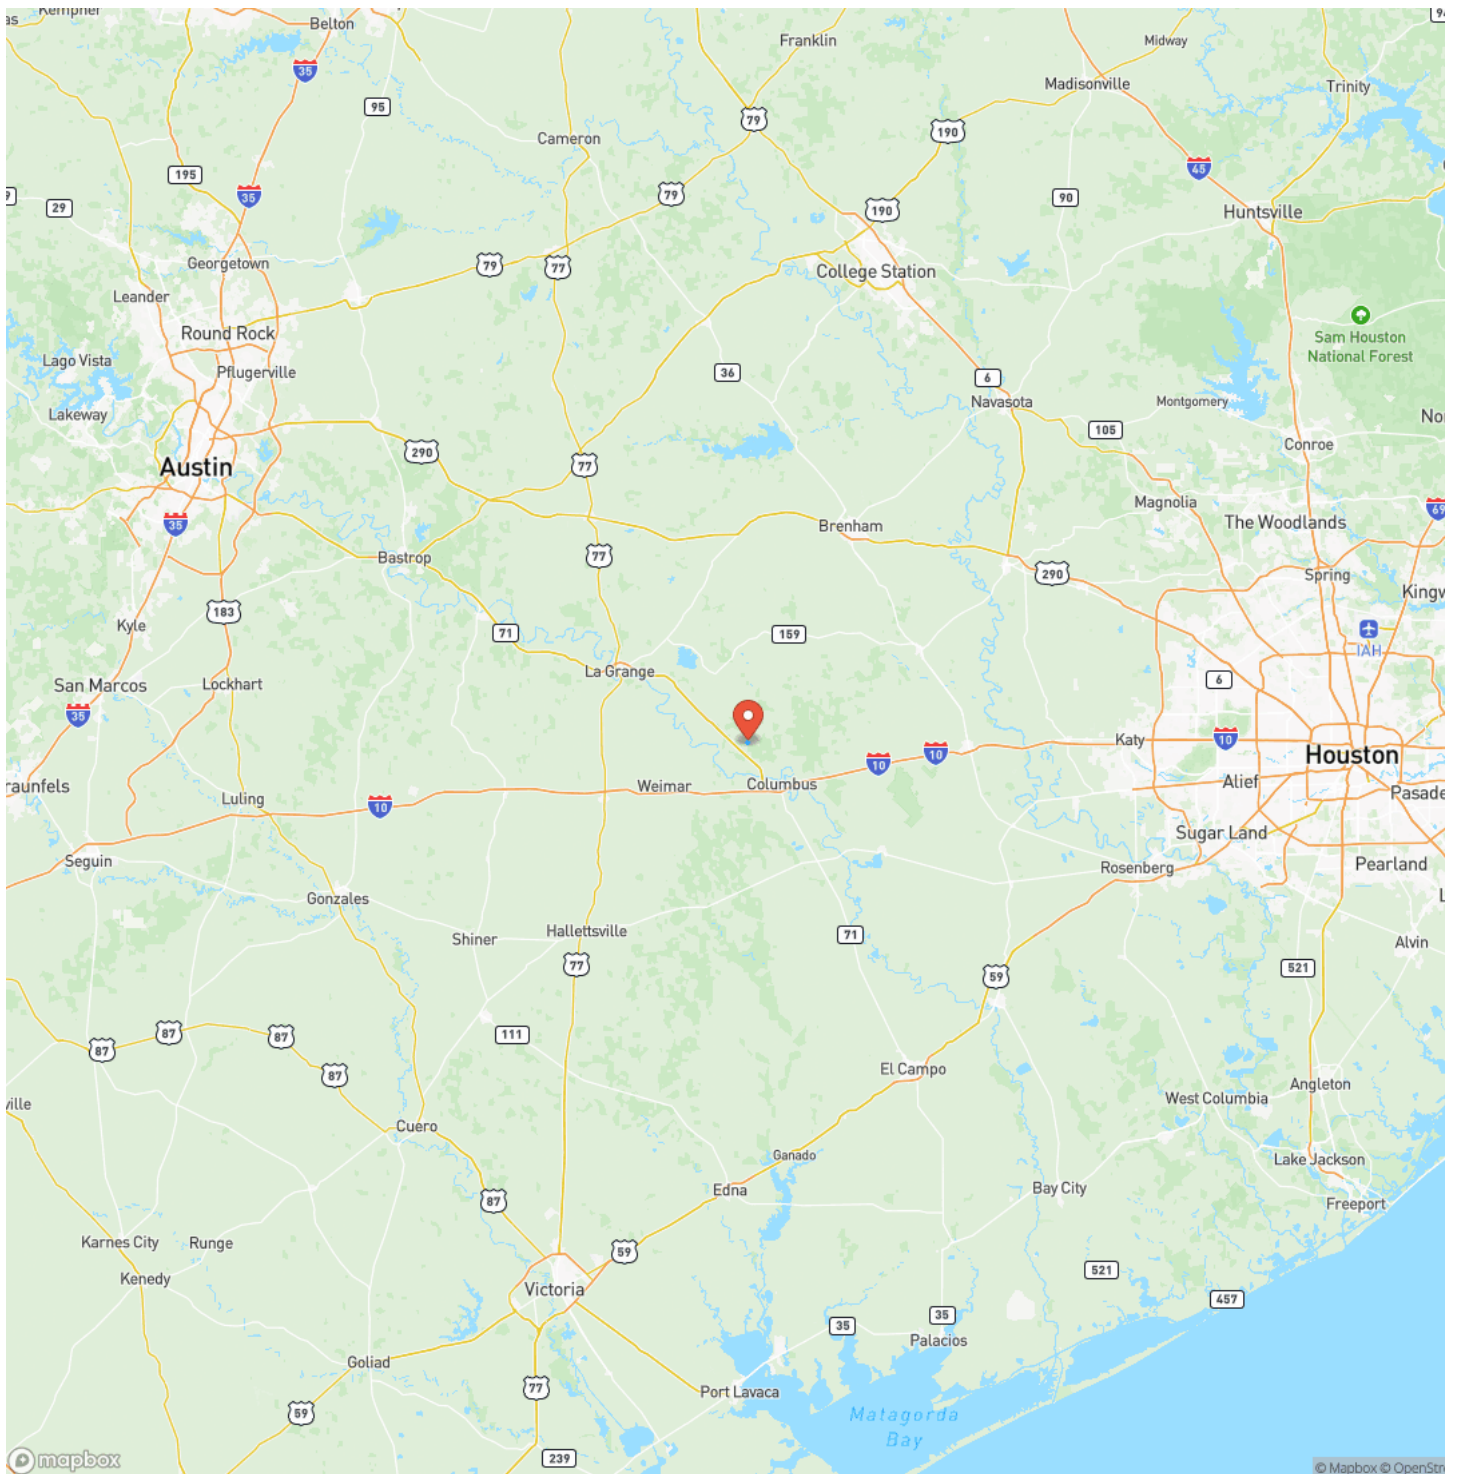 Kempner
as
Belton
35
95
Franklin
Midway
Madisonville
Trinity
79
190
Cameron
45
195
35
79
90
29
9
190
Huntsville
Georgetown
79
77
College Station
Leander
Round Rock
Sam Houston
National Forest
Lago Vista
Pflugerville
36
6
Navasota
Montgomery
Lakeway
105
Conroe
290
77
Austin
Magnolia
69
35
Brenham
The Woodlands
77
Bastrop
290
Spring
183
Kyle
71
159
IAH
La Grange
San Marcos
Lockhart
6
35
10
10
10
Katy
Houston
raunfels
Weimar
Columbus
Alief
Luling
10
Sugar Land
Seguin
Rosenberg
Pearland
Gonzales
Shiner
Hallettsville
71
Alvin
77
59
521
87
87
87
111
87
El Campo
Angleton
West Columbia
ville
Cuero
Ganado
Lake Jackson
Edna
Bay City
87
Freeport
Karnes City
Runge
59
Kenedy
Victoria
521
457
35
35
Palacios
Goliad
77
Port Lavaca
59
Matagorda
Bay
239
mapbox
© Mapbox © OpenStre